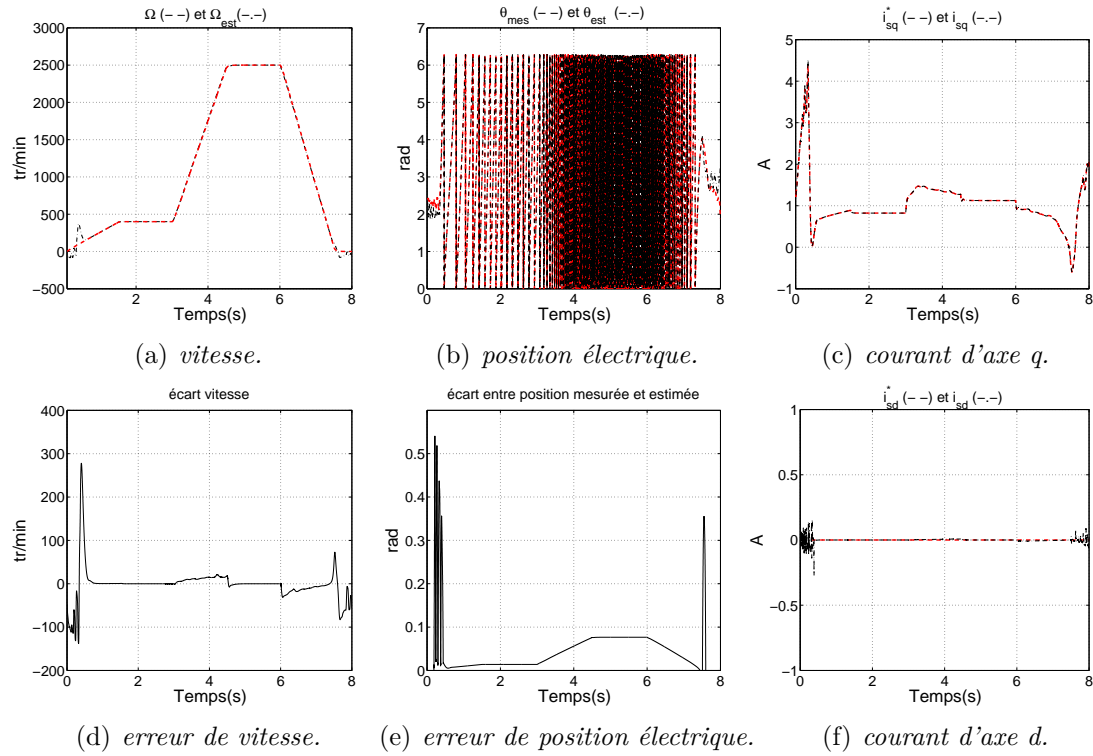 Ω (− −) et Ω_est (−.−)
3000
2500
2000
1500
1000
500
0
−500
tr/min
0 2 4 6 8
Temps(s)
(a) vitesse.
θ_mes (− −) et θ_est (−.−)
7
6
5
4
3
2
1
0
rad
0 2 4 6 8
Temps(s)
(b) position électrique.
i*_sq (− −) et i_sq (−.−)
5
4
3
2
1
0
−1
A
0 2 4 6 8
Temps(s)
(c) courant d'axe q.
écart vitesse
400
300
200
100
0
−100
−200
tr/min
0 2 4 6 8
Temps(s)
(d) erreur de vitesse.
écart entre position mesurée et estimée
0.6
0.5
0.4
0.3
0.2
0.1
0
rad
0 2 4 6 8
Temps(s)
(e) erreur de position électrique.
i*_sd (− −) et i_sd (−.−)
1
0.5
0
−0.5
−1
A
0 2 4 6 8
Temps(s)
(f) courant d'axe d.